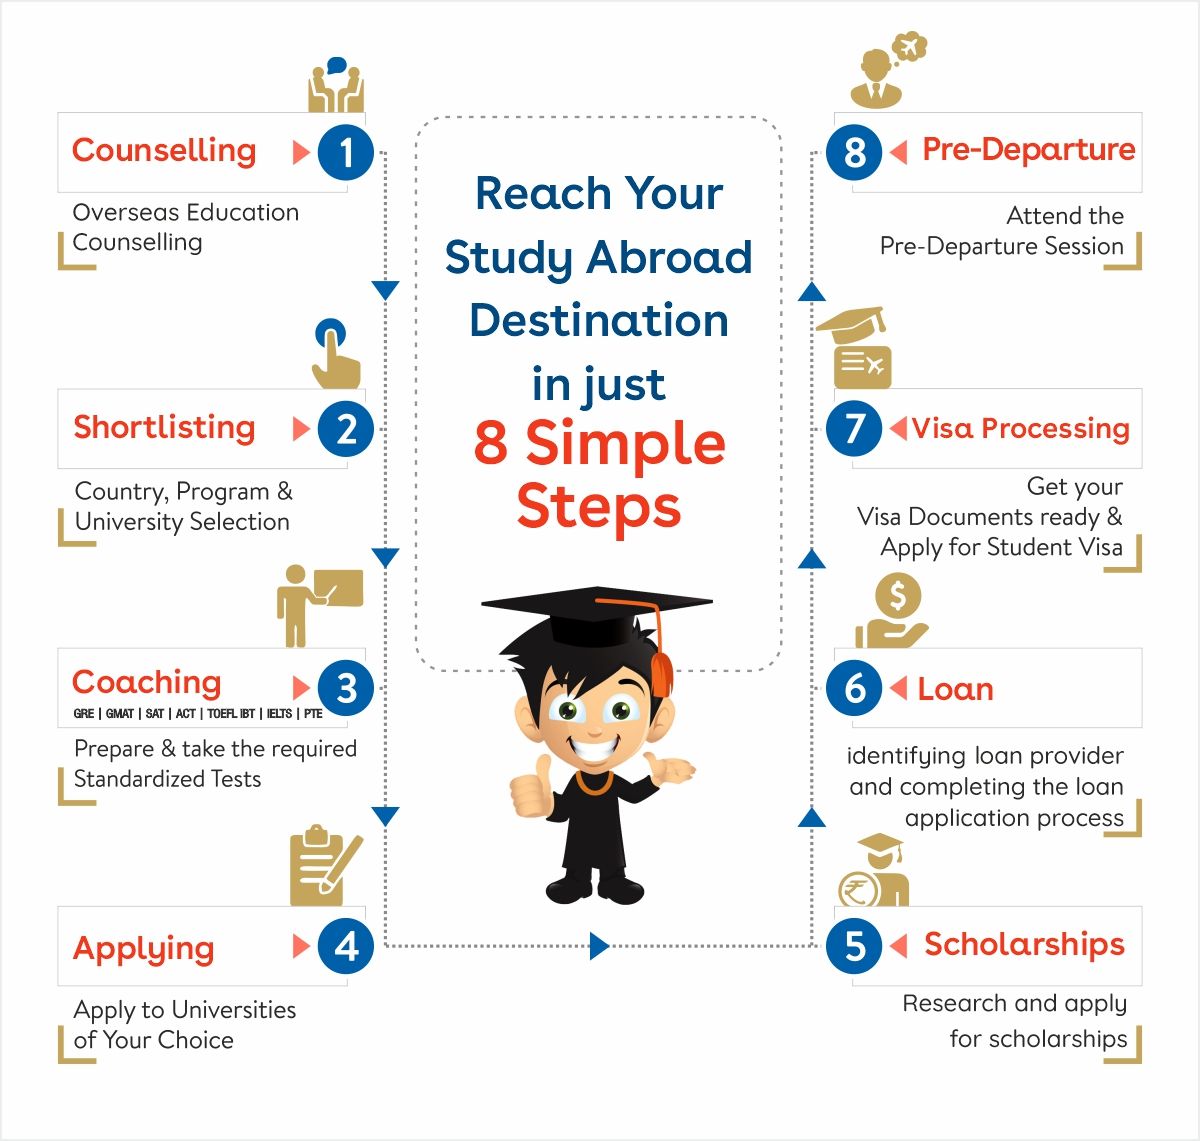 Reach Your
Study Abroad
Destination
in just
8 Simple
Steps
Counselling
1
Overseas Education
Counselling
Shortlisting
2
Country, Program &
University Selection
Coaching
3
GRE | GMAT | SAT | ACT | TOEFL IBT | IELTS | PTE
Prepare & take the required
Standardized Tests
Applying
4
Apply to Universities
of Your Choice
5
Scholarships
Research and apply
for scholarships
6
Loan
identifying loan provider
and completing the loan
application process
$
7
Visa Processing
Get your
Visa Documents ready &
Apply for Student Visa
8
Pre-Departure
Attend the
Pre-Departure Session
₹